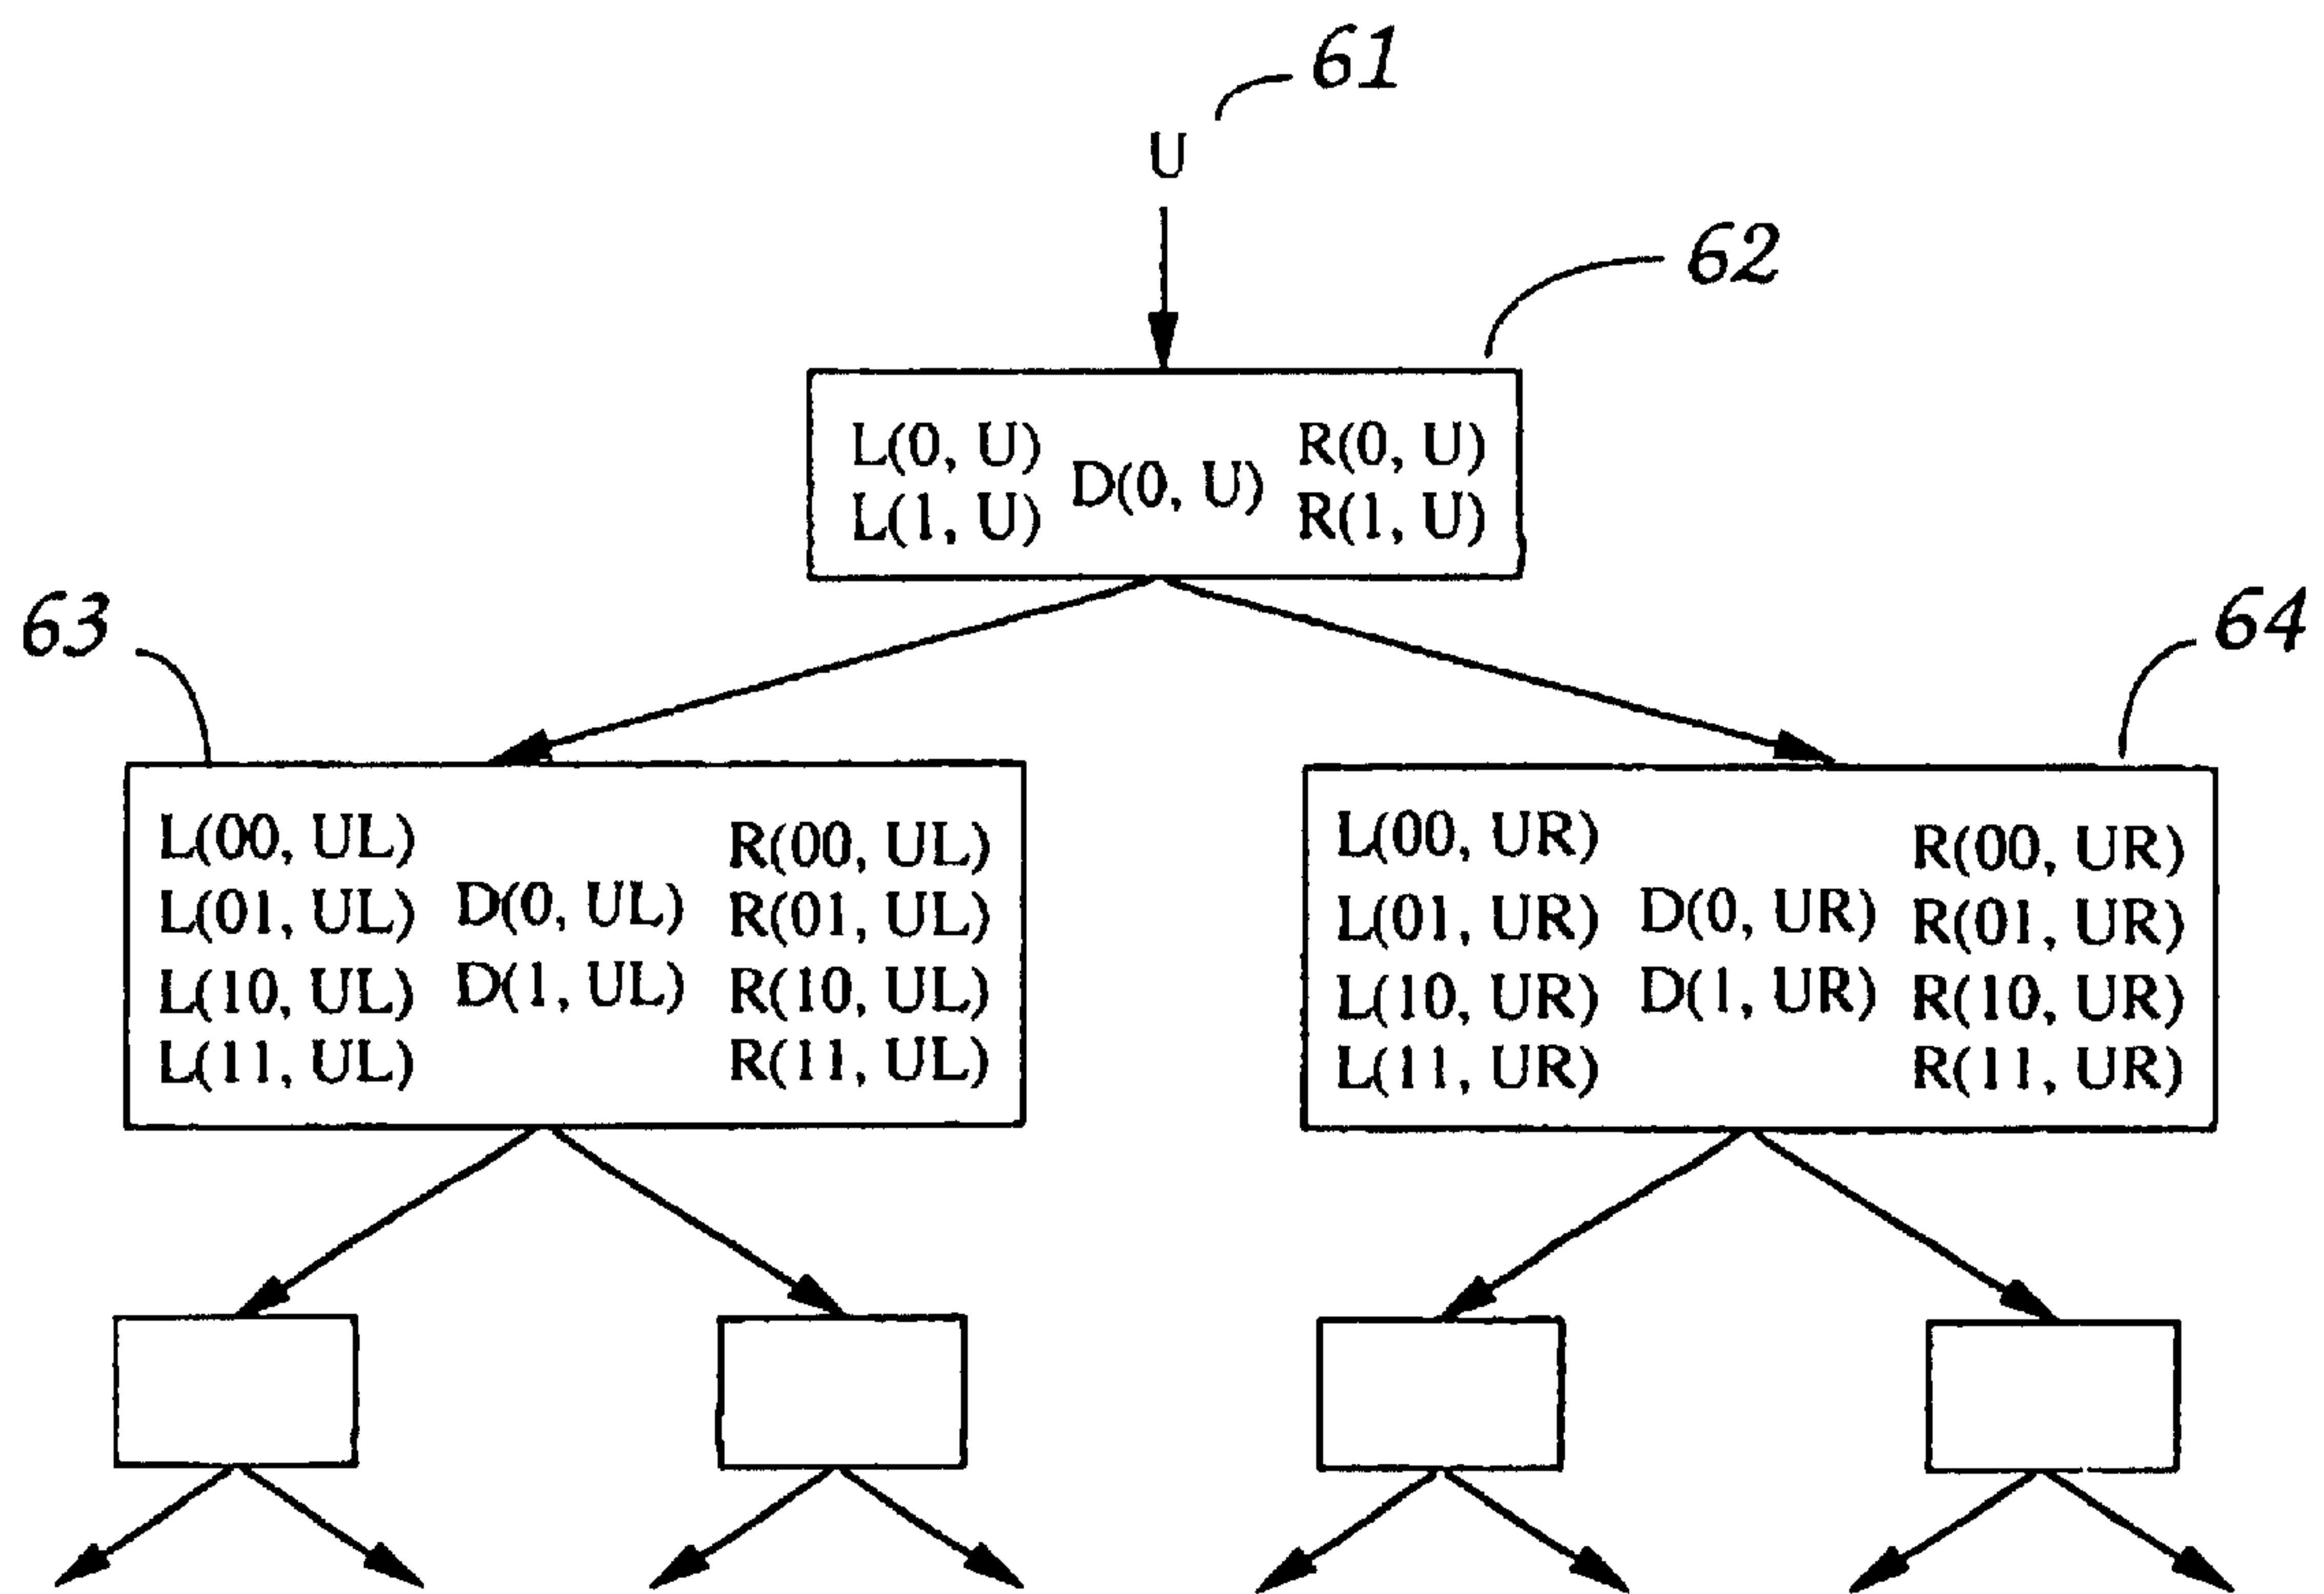 61
U
62
L(0, U) D(0, U) R(0, U)
L(1, U) R(1, U)
63
64
L(00, UL) R(00, UL)
L(01, UL) D(0, UL) R(01, UL)
L(10, UL) D(1, UL) R(10, UL)
L(11, UL) R(11, UL)
L(00, UR) R(00, UR)
L(01, UR) D(0, UR) R(01, UR)
L(10, UR) D(1, UR) R(10, UR)
L(11, UR) R(11, UR)